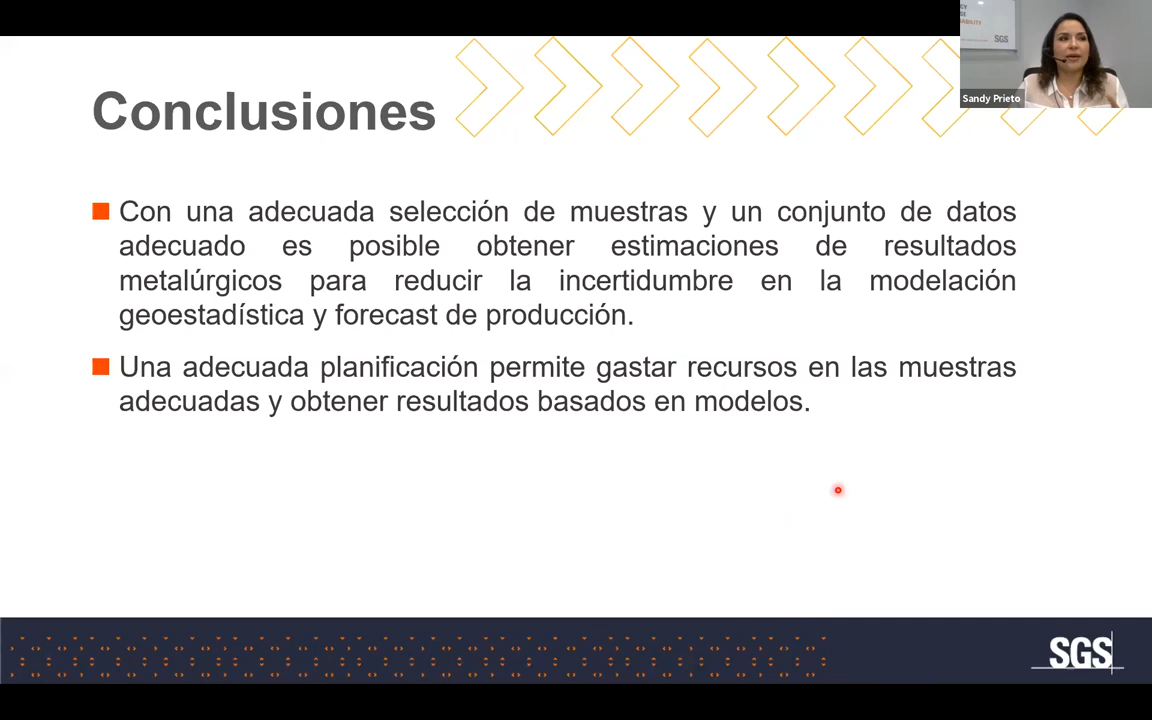 Conclusiones
Con una adecuada selección de muestras y un conjunto de datos
adecuado es posible obtener estimaciones de resultados
metalúrgicos para reducir la incertidumbre en la modelación
geoestadística y forecast de producción.
Una adecuada planificación permite gastar recursos en las muestras
adecuadas y obtener resultados basados en modelos.
SGS
Sandy Prieto
SGS